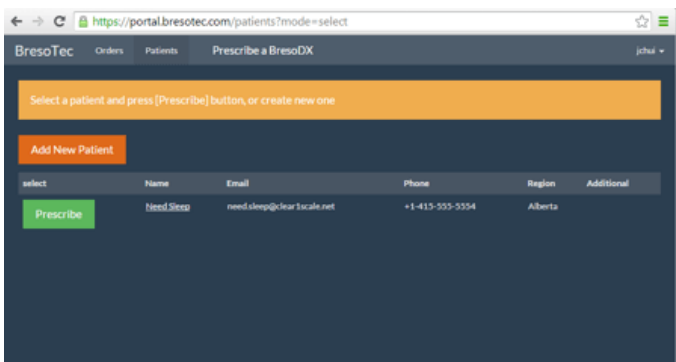 https://portal.bresotec.com/patients?mode=select
BresoTec Orders Patients Prescribe a BresoDX jchui
Select a patient and press [Prescribe] button, or create new one
Add New Patient
select Name Email Phone Region Additional
Prescribe Need Sleep need.sleep@clear1scale.net +1-415-555-5554 Alberta